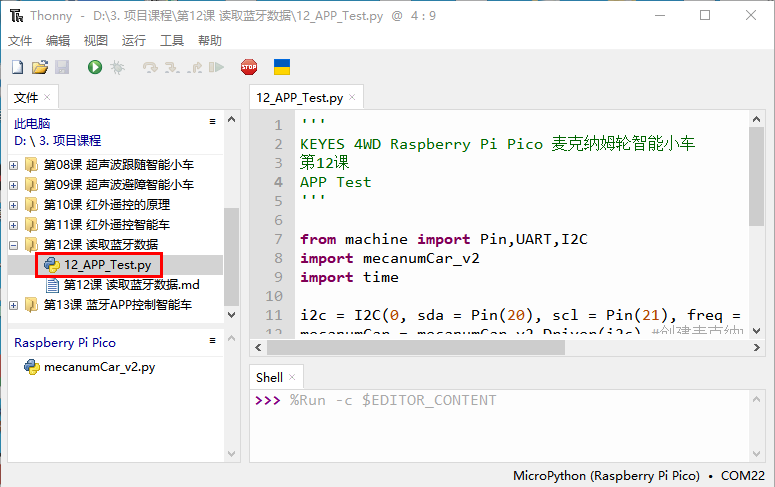 Thonny - D:\3. 项目课程\第12课 读取蓝牙数据\12_APP_Test.py @ 4 : 9
文件 编辑 视图 运行 工具 帮助
STOP
文件 ×
此电脑
D: \ 3. 项目课程
第08课 超声波跟随智能小车
第09课 超声波避障智能小车
第10课 红外遥控的原理
第11课 红外遥控智能车
第12课 读取蓝牙数据
12_APP_Test.py
第12课 读取蓝牙数据.md
第13课 蓝牙APP控制智能车
Raspberry Pi Pico
mecanumCar_v2.py
12_APP_Test.py ×
1 '''
2 KEYES 4WD Raspberry Pi Pico 麦克纳姆轮智能小车
3 第12课
4 APP Test
5 '''
6
7 from machine import Pin,UART,I2C
8 import mecanumCar_v2
9 import time
10
11 i2c = I2C(0, sda = Pin(20), scl = Pin(21), freq =
12 mecanumCar = mecanumCar_v2.Driver(i2c) #创建麦克纳
Shell ×
>>> %Run -c $EDITOR_CONTENT
MicroPython (Raspberry Pi Pico) • COM22